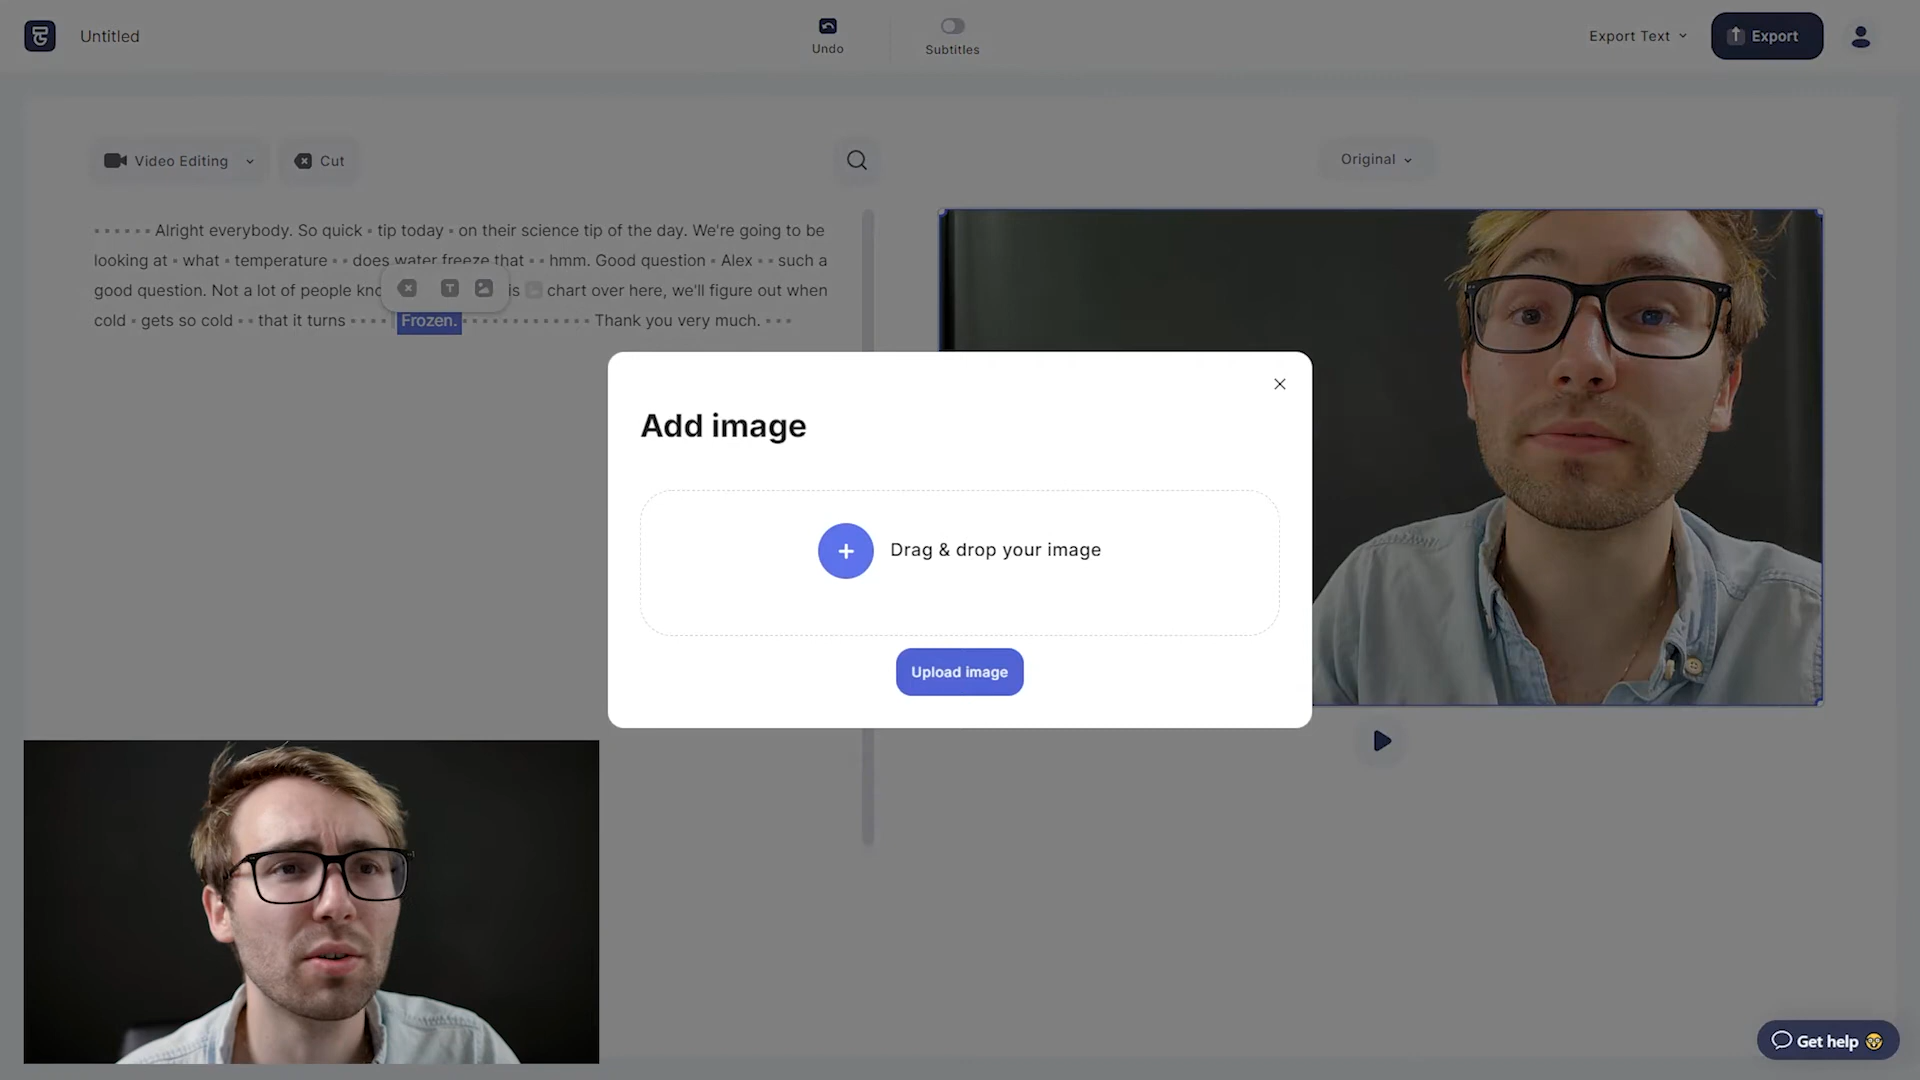 Untitled
Undo
Subtitles
Export Text
Export
Video Editing
Cut
Original
Alright everybody. So quick tip today on their science tip of the day. We're going to be
looking at what temperature does water freeze that hmm. Good question Alex such a
good question. Not a lot of people kno is chart over here, we'll figure out when
cold gets so cold that it turns Frozen. Thank you very much.
T
Add image
Drag & drop your image
Upload image
Get help